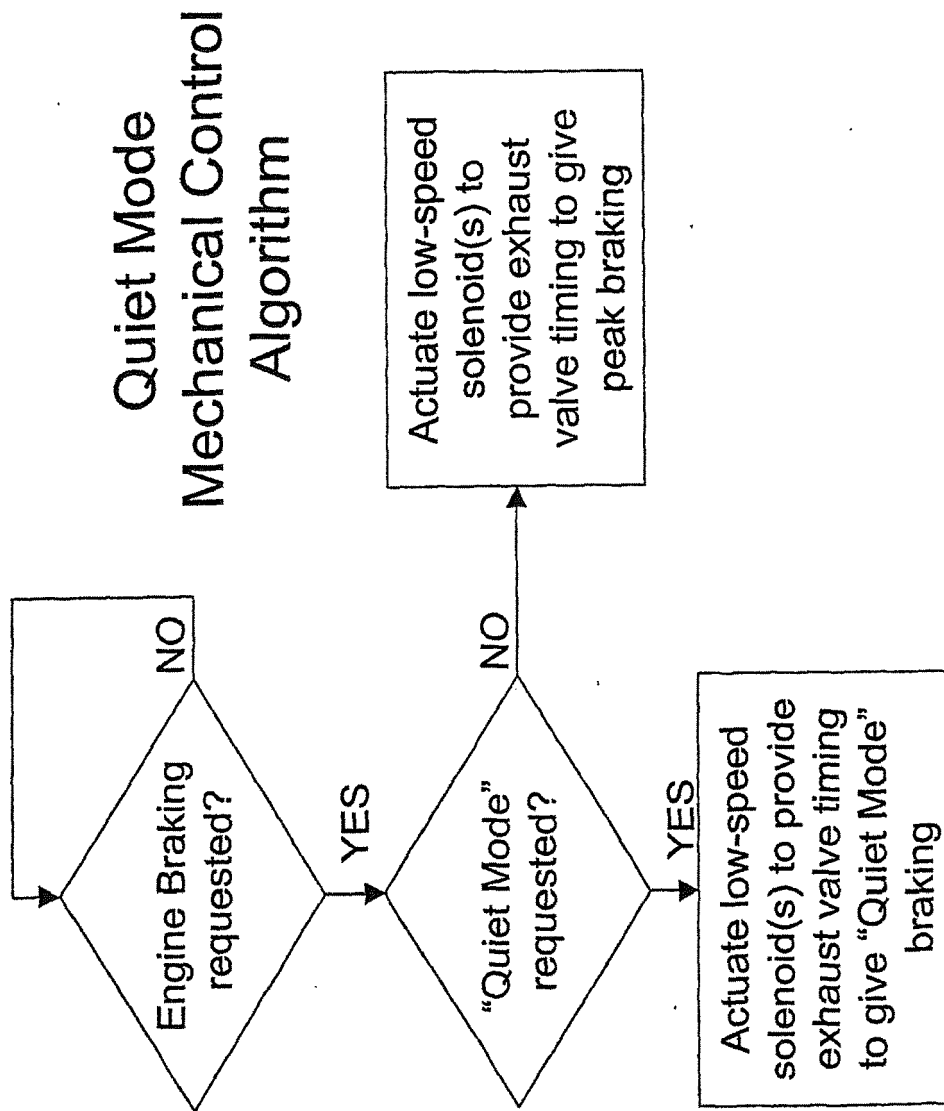 Quiet Mode
Mechanical Control
Algorithm
Engine Braking
requested?
NO
YES
“Quiet Mode”
requested?
NO
Actuate low-speed
solenoid(s) to
provide exhaust
valve timing to give
peak braking
YES
Actuate low-speed
solenoid(s) to provide
exhaust valve timing
to give “Quiet Mode”
braking